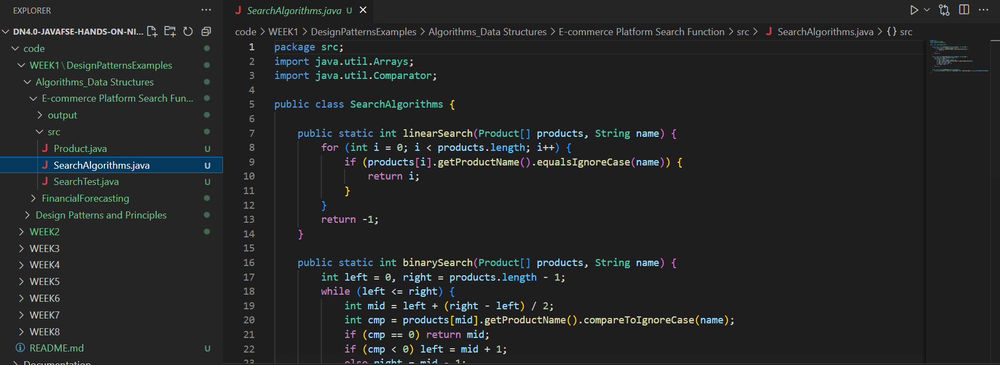 EXPLORER
DN4.0-JAVAFSE-HANDS-ON-NI...
code
WEEK1\DesignPatternsExamples
Algorithms_Data Structures
E-commerce Platform Search Fun...
output
src
J Product.java U
J SearchAlgorithms.java U
J SearchTest.java U
FinancialForecasting
Design Patterns and Principles
WEEK2
WEEK3
WEEK4
WEEK5
WEEK6
WEEK7
WEEK8
README.md U
Documentation
J SearchAlgorithms.java U
code > WEEK1 > DesignPatternsExamples > Algorithms_Data Structures > E-commerce Platform Search Function > src > J SearchAlgorithms.java > {} src
1 package src;
2 import java.util.Arrays;
3 import java.util.Comparator;
4
5 public class SearchAlgorithms {
6
7 public static int linearSearch(Product[] products, String name) {
8 for (int i = 0; i < products.length; i++) {
9 if (products[i].getProductName().equalsIgnoreCase(name)) {
10 return i;
11 }
12 }
13 return -1;
14 }
15
16 public static int binarySearch(Product[] products, String name) {
17 int left = 0, right = products.length - 1;
18 while (left <= right) {
19 int mid = left + (right - left) / 2;
20 int cmp = products[mid].getProductName().compareToIgnoreCase(name);
21 if (cmp == 0) return mid;
22 if (cmp < 0) left = mid + 1;
23 else right = mid - 1;